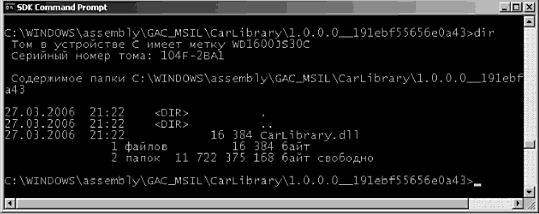 SDK Command Prompt
C:\WINDOWS\assembly\GAC_MSIL\CarLibrary\1.0.0.0__191ebf55656e0a43>dir
Том в устройстве C имеет метку WD1600JS30C
Серийный номер тома: 104F-2BA1
Содержимое папки C:\WINDOWS\assembly\GAC_MSIL\CarLibrary\1.0.0.0__191ebf55656e0
a43
27.03.2006 21:22 <DIR> .
27.03.2006 21:22 <DIR> ..
27.03.2006 21:22 16 384 CarLibrary.dll
1 файлов 16 384 байт
2 папок 11 722 375 168 байт свободно
C:\WINDOWS\assembly\GAC_MSIL\CarLibrary\1.0.0.0__191ebf55656e0a43>_